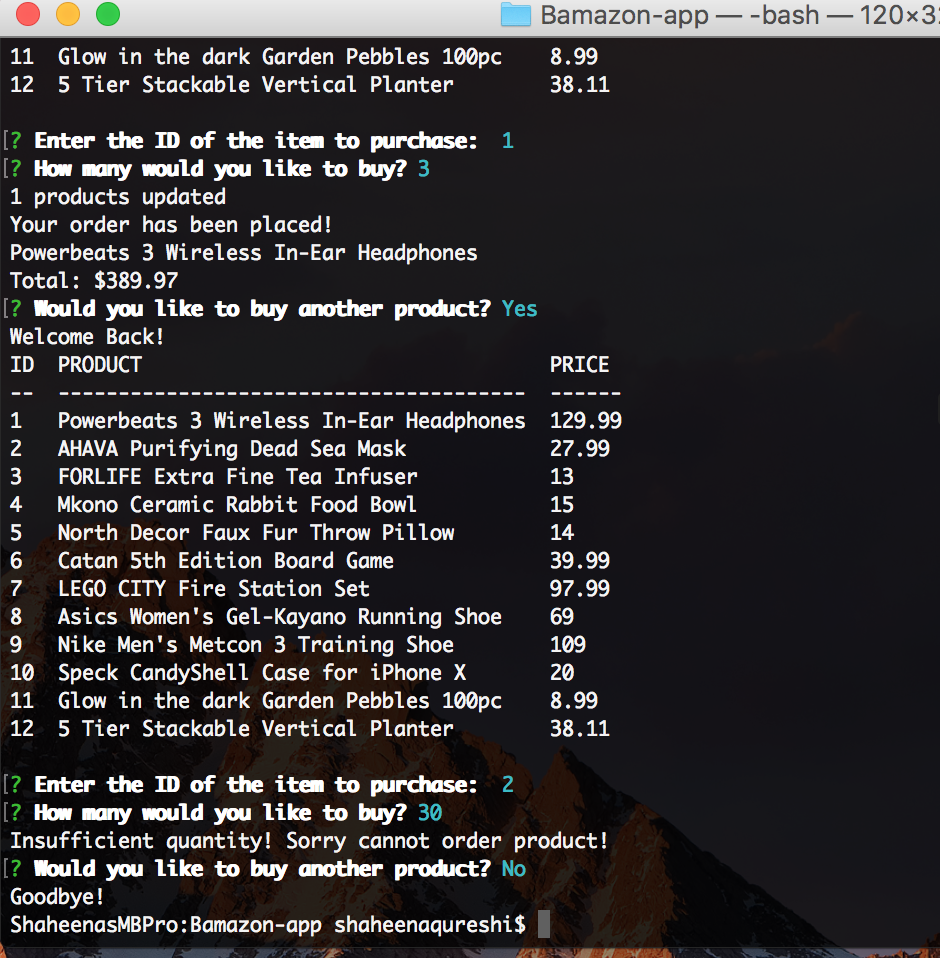 Bamazon-app — -bash — 120×3
11  Glow in the dark Garden Pebbles 100pc    8.99
12  5 Tier Stackable Vertical Planter        38.11
[? Enter the ID of the item to purchase:  1
[? How many would you like to buy? 3
1 products updated
Your order has been placed!
Powerbeats 3 Wireless In-Ear Headphones
Total: $389.97
[? Would you like to buy another product? Yes
Welcome Back!
ID  PRODUCT                                  PRICE
--  ---------------------------------------  ------
1   Powerbeats 3 Wireless In-Ear Headphones  129.99
2   AHAVA Purifying Dead Sea Mask            27.99
3   FORLIFE Extra Fine Tea Infuser           13
4   Mkono Ceramic Rabbit Food Bowl           15
5   North Decor Faux Fur Throw Pillow        14
6   Catan 5th Edition Board Game             39.99
7   LEGO CITY Fire Station Set               97.99
8   Asics Women's Gel-Kayano Running Shoe    69
9   Nike Men's Metcon 3 Training Shoe        109
10  Speck CandyShell Case for iPhone X       20
11  Glow in the dark Garden Pebbles 100pc    8.99
12  5 Tier Stackable Vertical Planter        38.11
[? Enter the ID of the item to purchase:  2
[? How many would you like to buy? 30
Insufficient quantity! Sorry cannot order product!
[? Would you like to buy another product? No
Goodbye!
ShaheenasMBPro:Bamazon-app shaheenaqureshi$